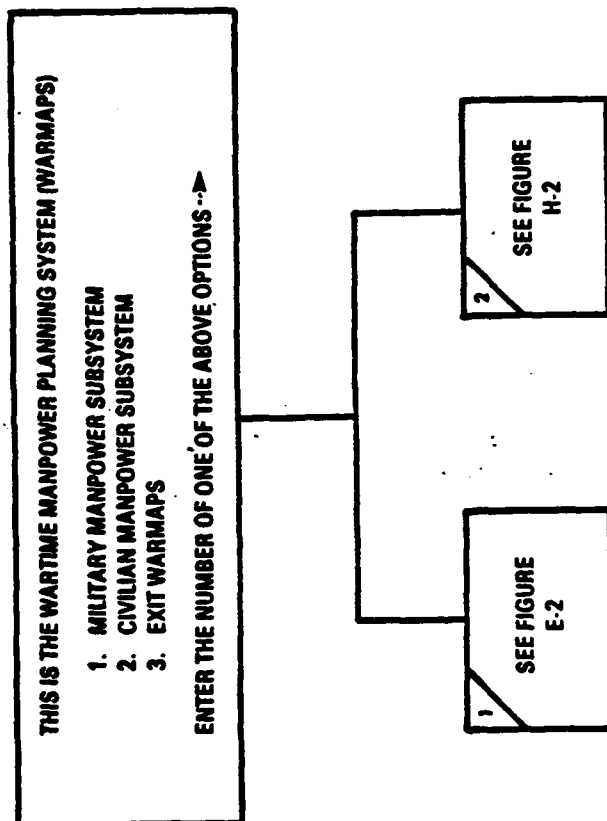 THIS IS THE WARTIME MANPOWER PLANNING SYSTEM (WARMAPS)
1. MILITARY MANPOWER SUBSYSTEM
2. CIVILIAN MANPOWER SUBSYSTEM
3. EXIT WARMAPS
ENTER THE NUMBER OF ONE OF THE ABOVE OPTIONS-->
1
SEE FIGURE
E-2
2
SEE FIGURE
H-2